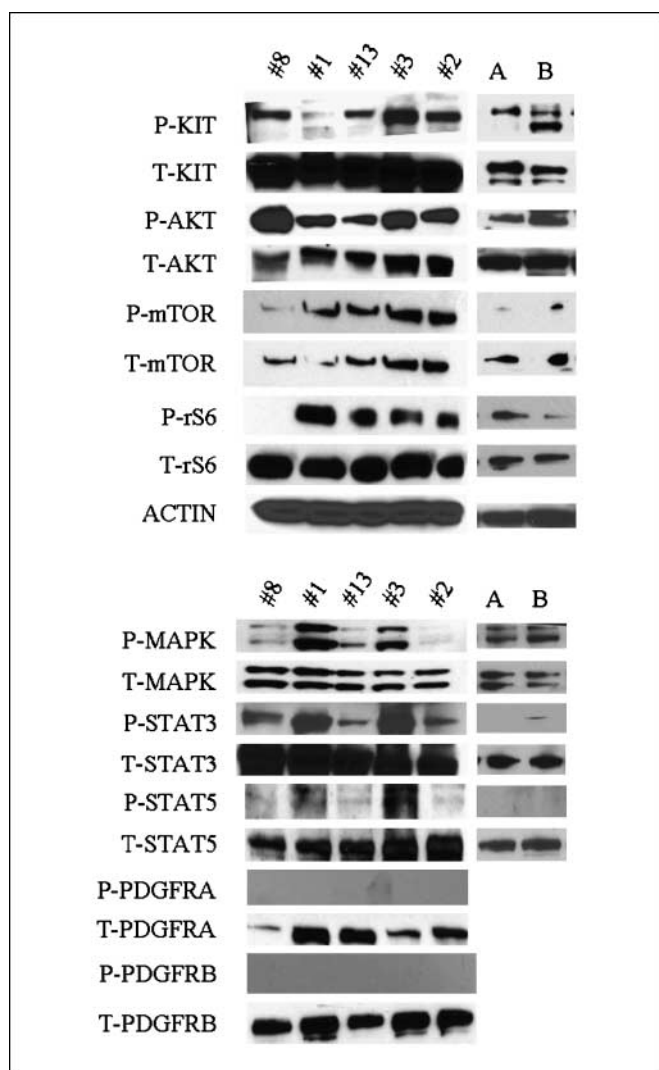 #8 #1 #13 #3 #2 A B
P-KIT
T-KIT
P-AKT
T-AKT
P-mTOR
T-mTOR
P-rS6
T-rS6
ACTIN
#8 #1 #13 #3 #2 A B
P-MAPK
T-MAPK
P-STAT3
T-STAT3
P-STAT5
T-STAT5
P-PDGFRA
T-PDGFRA
P-PDGFRB
T-PDGFRB